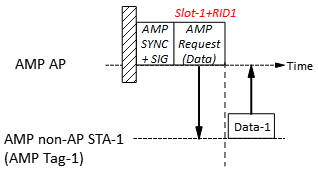 Slot-1+RID1
AMP
SYNC
+ SIG
AMP
Request
(Data)
AMP AP
Time
Data-1
AMP non-AP STA-1
(AMP Tag-1)